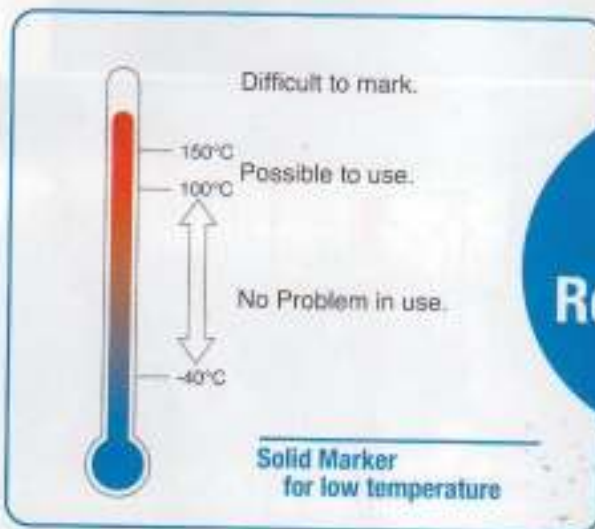 Difficult to mark.
150°C
Possible to use.
100°C
No Problem in use.
-40°C
Solid Marker
for low temperature